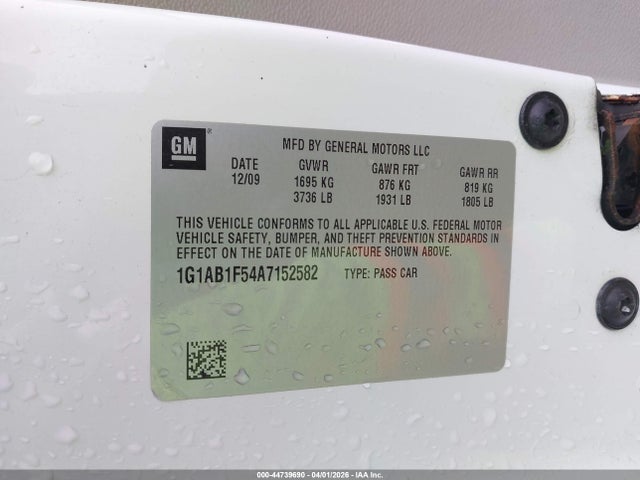 GM
MFD BY GENERAL MOTORS LLC
DATE GVWR GAWR FRT GAWR RR
12/09 1695 KG 876 KG 819 KG
3736 LB 1931 LB 1805 LB
THIS VEHICLE CONFORMS TO ALL APPLICABLE U.S. FEDERAL MOTOR
VEHICLE SAFETY, BUMPER, AND THEFT PREVENTION STANDARDS IN
EFFECT ON THE DATE OF MANUFACTURE SHOWN ABOVE.
1G1AB1F54A7152582 TYPE: PASS CAR
000-44739690 - 04/01/2026 - IAA Inc.